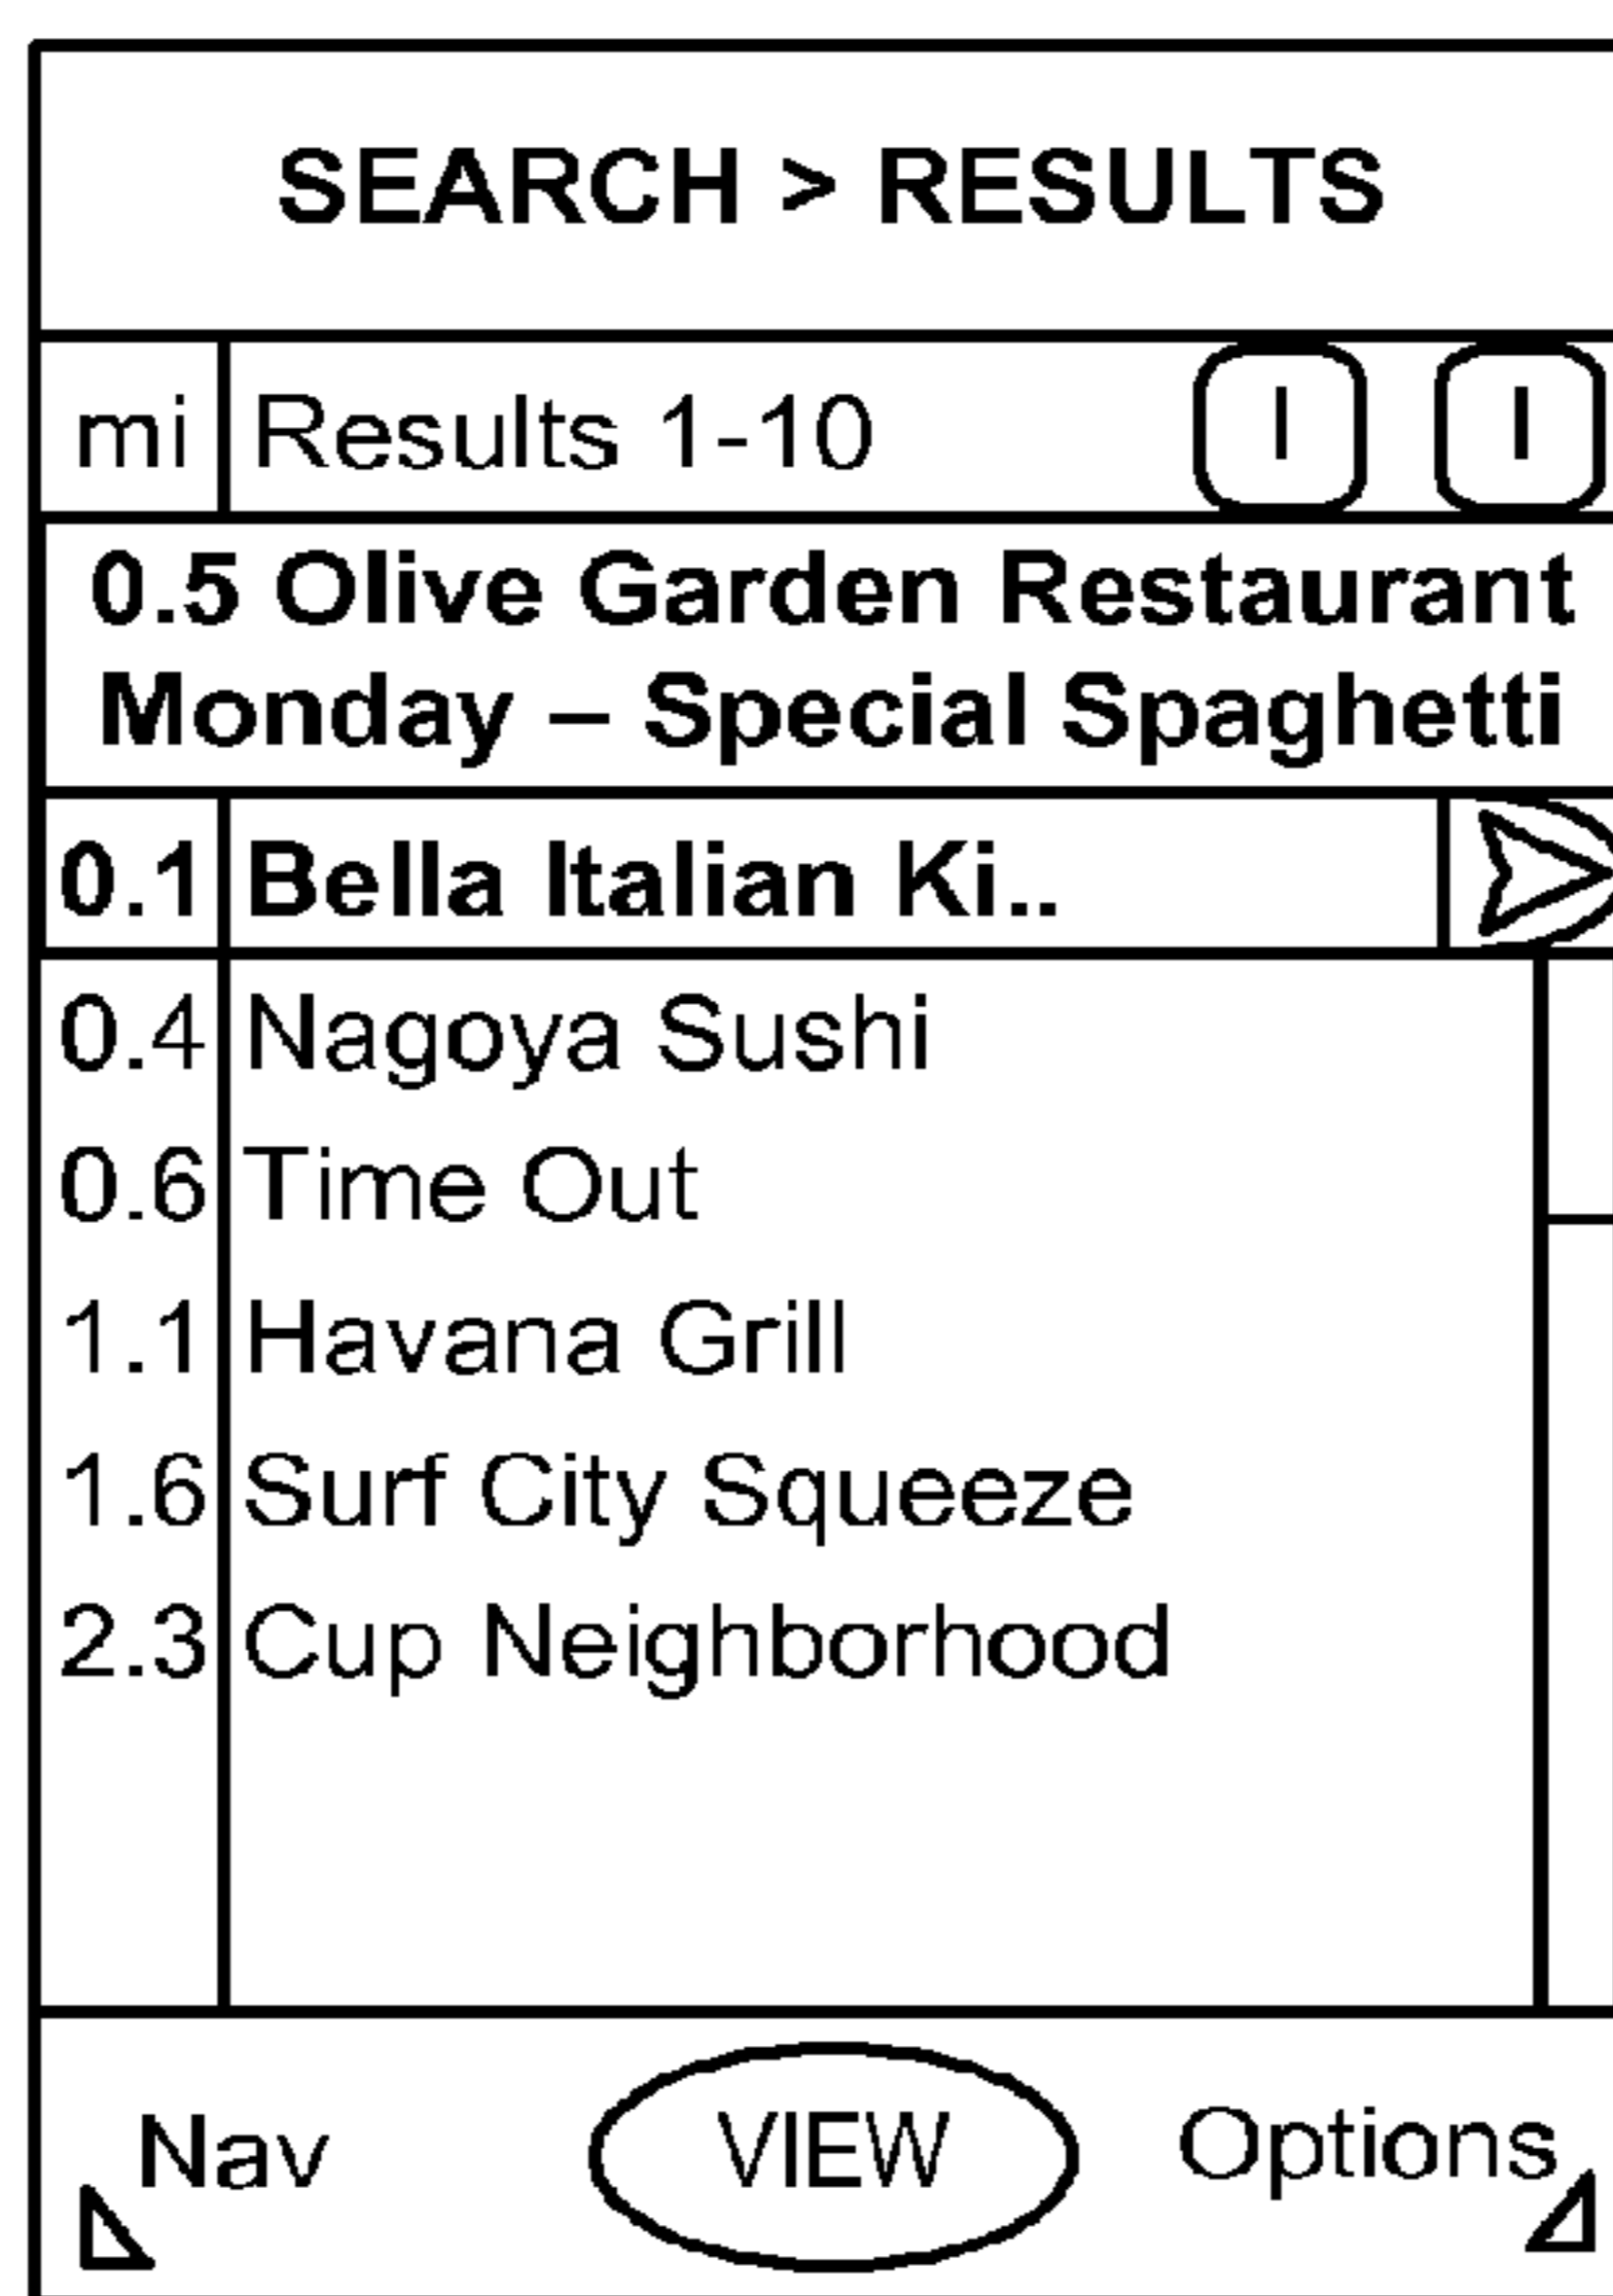 SEARCH > RESULTS
mi Results 1-10 I I
0.5 Olive Garden Restaurant
Monday – Special Spaghetti
0.1 Bella Italian Ki..
0.4 Nagoya Sushi
0.6 Time Out
1.1 Havana Grill
1.6 Surf City Squeeze
2.3 Cup Neighborhood
Nav VIEW Options